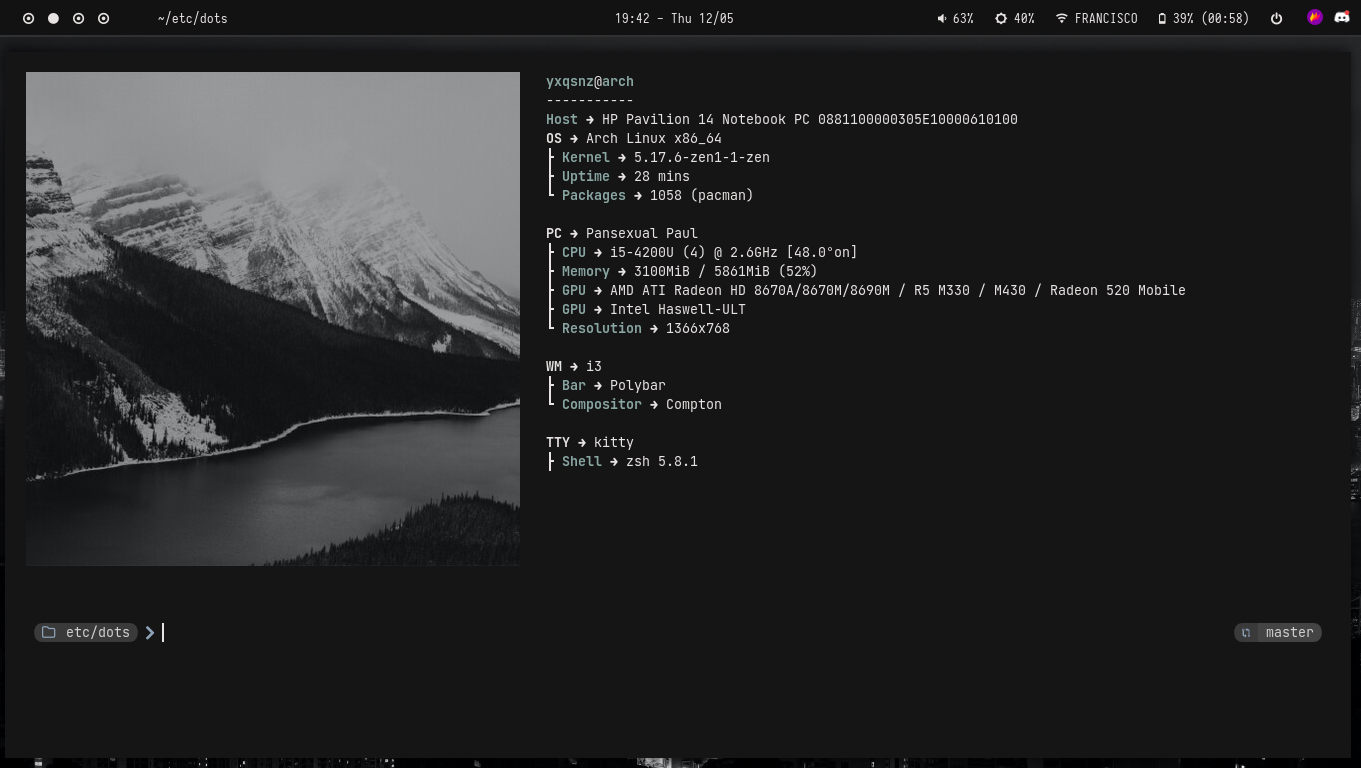 ~/etc/dots
19:42 – Thu 12/05
63%
40%
FRANCISCO
39% (00:58)
yxqsnz@arch
-----------
Host → HP Pavilion 14 Notebook PC 0881100000305E10000610100
OS → Arch Linux x86_64
├ Kernel → 5.17.6-zen1-1-zen
├ Uptime → 28 mins
└ Packages → 1058 (pacman)
PC → Pansexual Paul
├ CPU → i5-4200U (4) @ 2.6GHz [48.0°on]
├ Memory → 3100MiB / 5861MiB (52%)
├ GPU → AMD ATI Radeon HD 8670A/8670M/8690M / R5 M330 / M430 / Radeon 520 Mobile
├ GPU → Intel Haswell-ULT
└ Resolution → 1366x768
WM → i3
├ Bar → Polybar
└ Compositor → Compton
TTY → kitty
├ Shell → zsh 5.8.1
etc/dots ❯
master